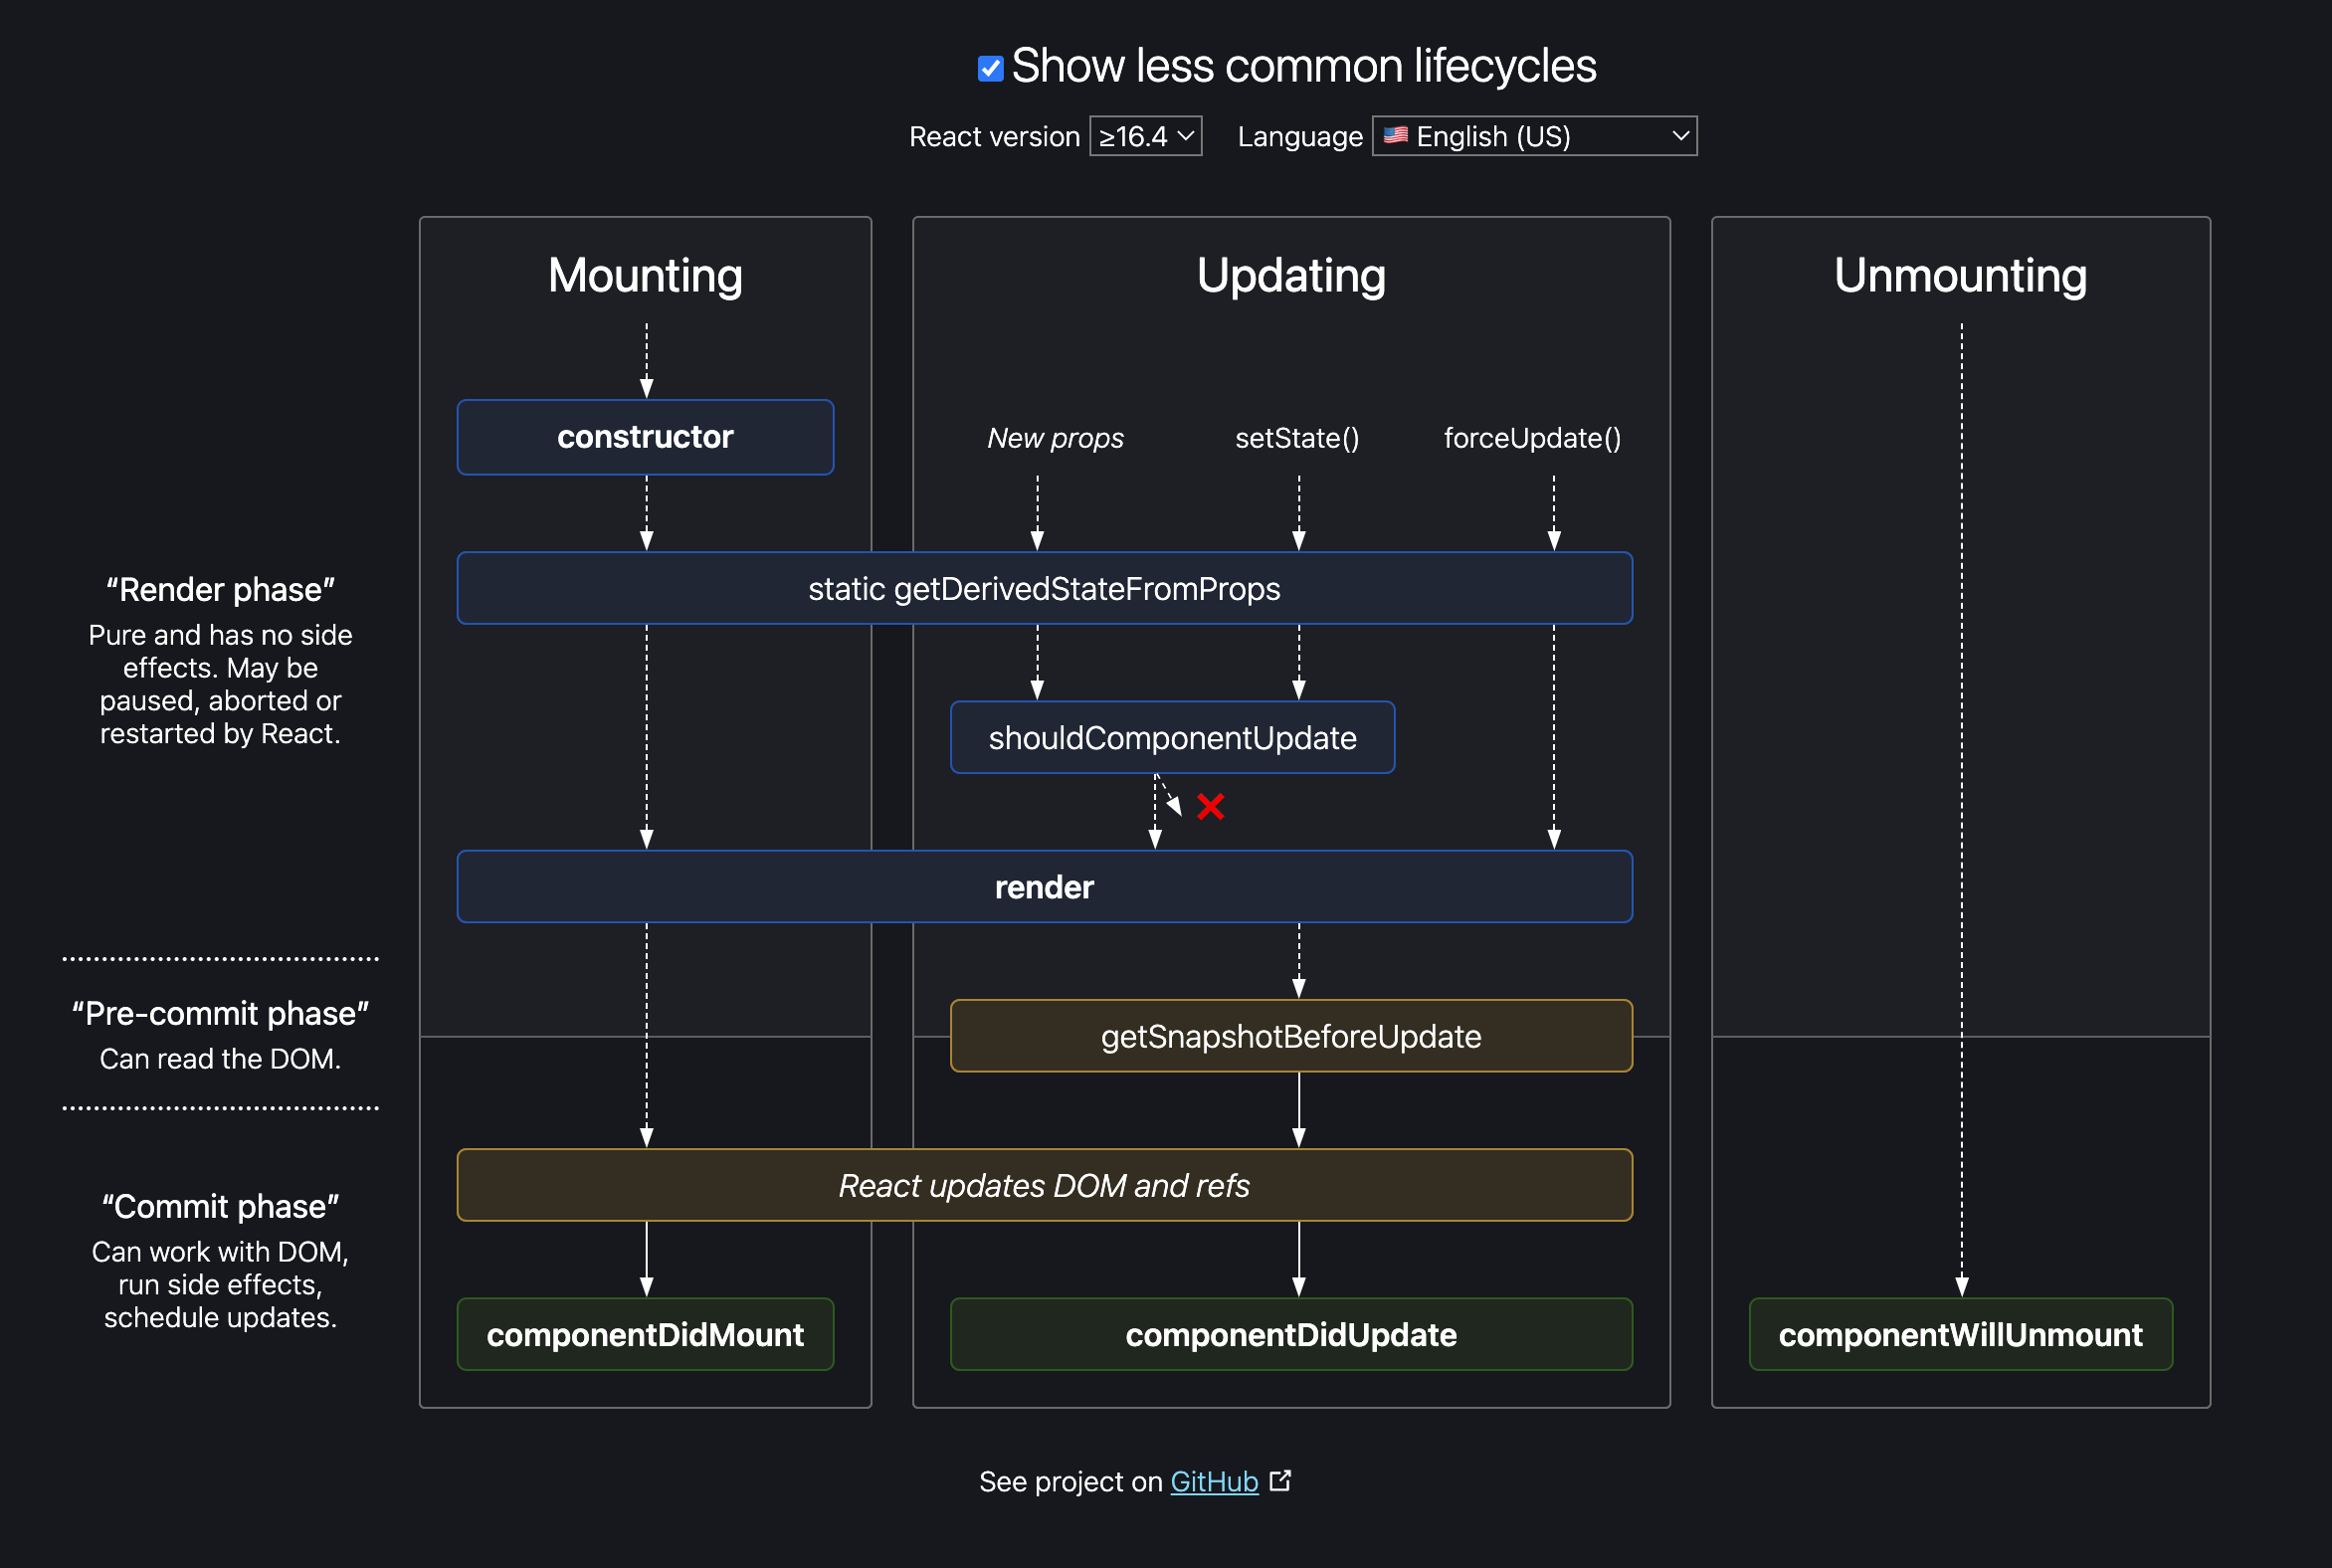 Show less common lifecycles
React version ≥16.4 Language 🇺🇸 English (US)
Mounting
Updating
Unmounting
constructor
New props
setState()
forceUpdate()
“Render phase”
Pure and has no side
effects. May be
paused, aborted or
restarted by React.
static getDerivedStateFromProps
shouldComponentUpdate
render
“Pre-commit phase”
Can read the DOM.
getSnapshotBeforeUpdate
React updates DOM and refs
“Commit phase”
Can work with DOM,
run side effects,
schedule updates.
componentDidMount
componentDidUpdate
componentWillUnmount
See project on GitHub